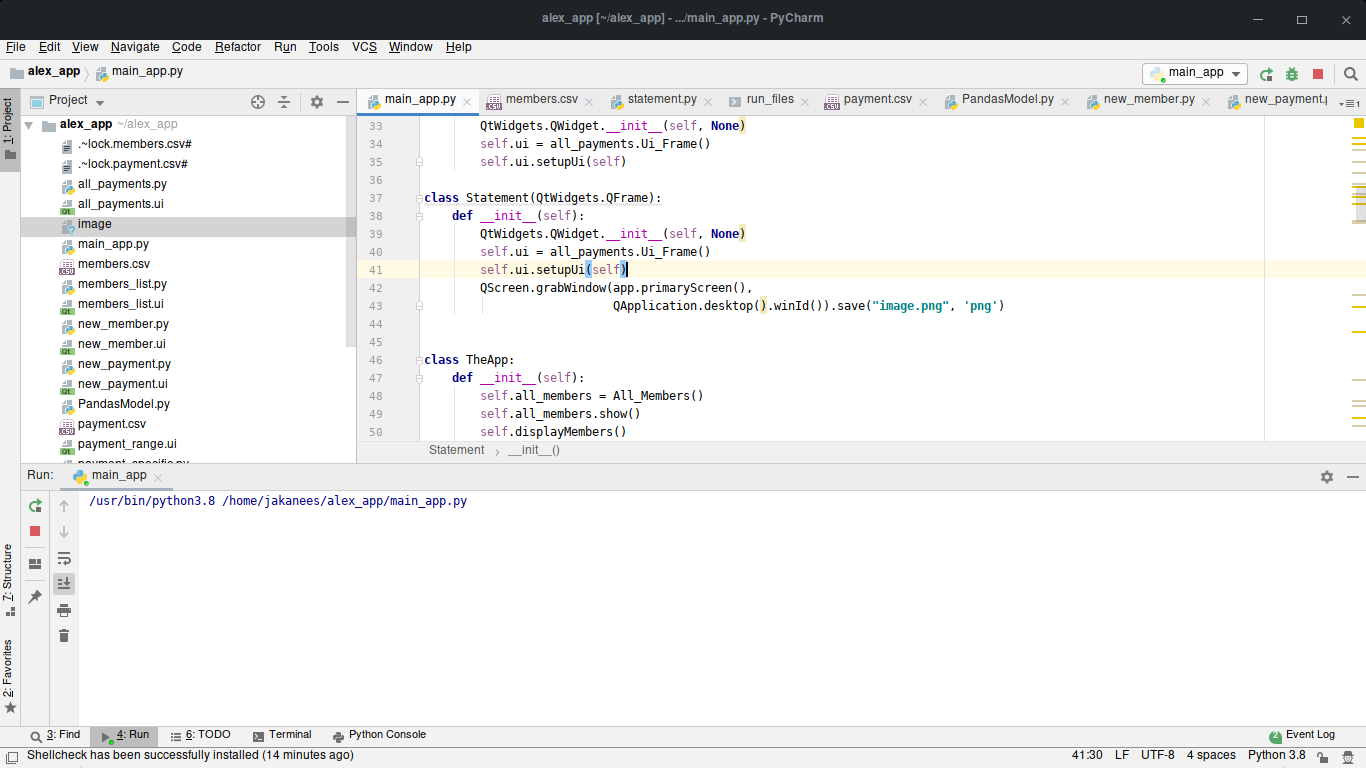 alex_app [~/alex_app] - .../main_app.py - PyCharm
File Edit View Navigate Code Refactor Run Tools VCS Window Help
alex_app main_app.py main_app
1: Project
Project
main_app.py members.csv statement.py run_files payment.csv PandasModel.py new_member.py new_payment.p 1
alex_app ~/alex_app
.~lock.members.csv#
.~lock.payment.csv#
all_payments.py
all_payments.ui
image
main_app.py
members.csv
members_list.py
members_list.ui
new_member.py
new_member.ui
new_payment.py
new_payment.ui
PandasModel.py
payment.csv
payment_range.ui
payment_specific.py
33 QtWidgets.QWidget.__init__(self, None)
34 self.ui = all_payments.Ui_Frame()
35 self.ui.setupUi(self)
36
37 class Statement(QtWidgets.QFrame):
38 def __init__(self):
39 QtWidgets.QWidget.__init__(self, None)
40 self.ui = all_payments.Ui_Frame()
41 self.ui.setupUi(self)
42 QScreen.grabWindow(app.primaryScreen(),
43 QApplication.desktop().winId()).save("image.png", 'png')
44
45
46 class TheApp:
47 def __init__(self):
48 self.all_members = All_Members()
49 self.all_members.show()
50 self.displayMembers()
Statement __init__()
Run: main_app
/usr/bin/python3.8 /home/jakanees/alex_app/main_app.py
7: Structure
2: Favorites
3: Find 4: Run 6: TODO Terminal Python Console 2 Event Log
Shellcheck has been successfully installed (14 minutes ago) 41:30 LF UTF-8 4 spaces Python 3.8